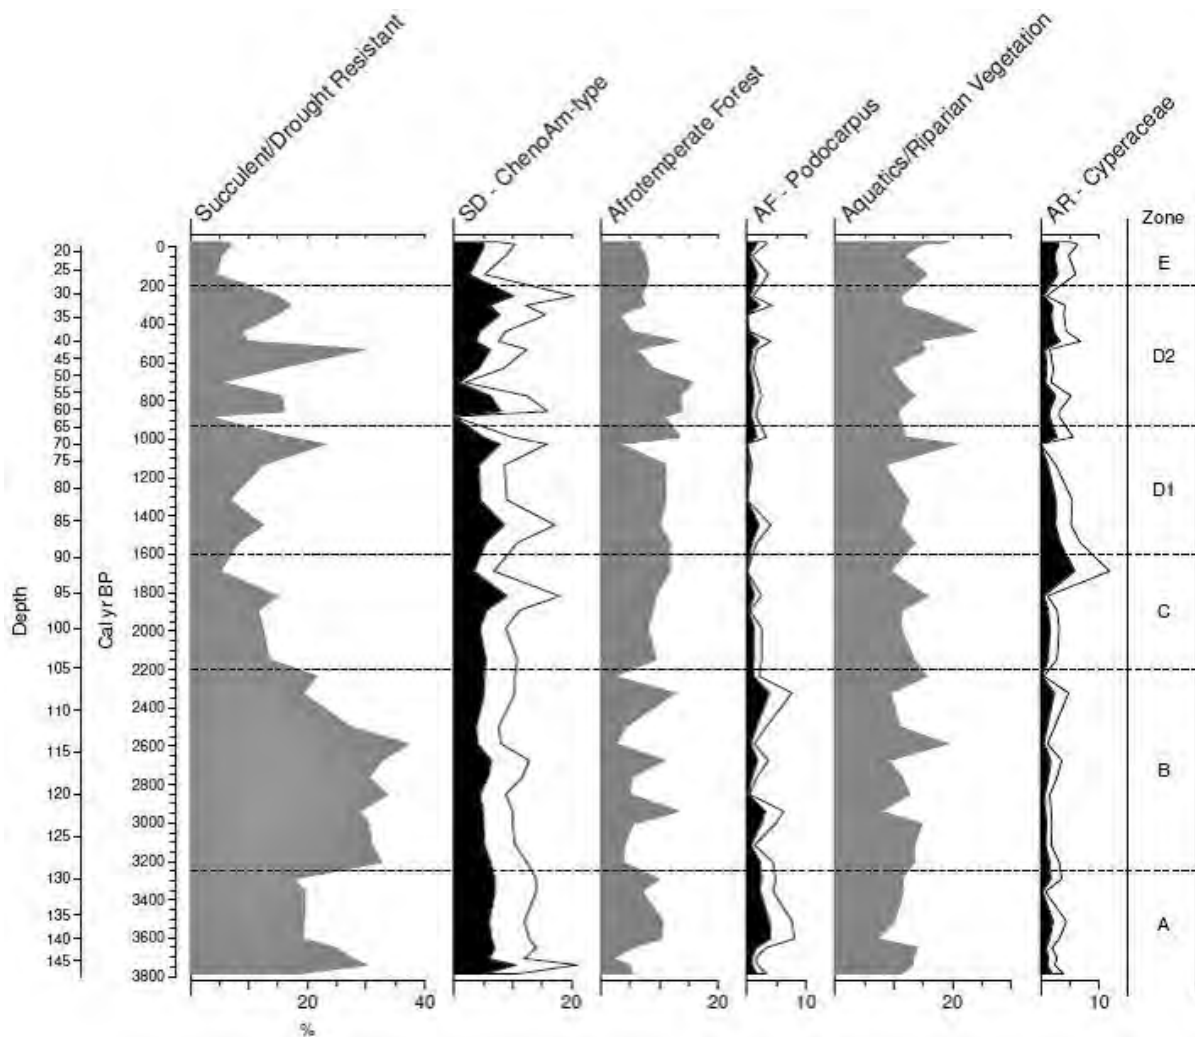 Succulent/Drought Resistant
SD - ChenoAm-type
Afrotemperate Forest
AF - Podocarpus
Aquatics/Riparian Vegetation
AR - Cyperaceae
Zone
Depth
20
25
30
35
40
45
50
55
60
65
70
75
80
85
90
95
100
105
110
115
120
125
130
135
140
145
Cal yr BP
0
200
400
600
800
1000
1200
1400
1600
1800
2000
2200
2400
2600
2800
3000
3200
3400
3600
3800
E
D2
D1
C
B
A
20 40 20 20 10 20 10
%